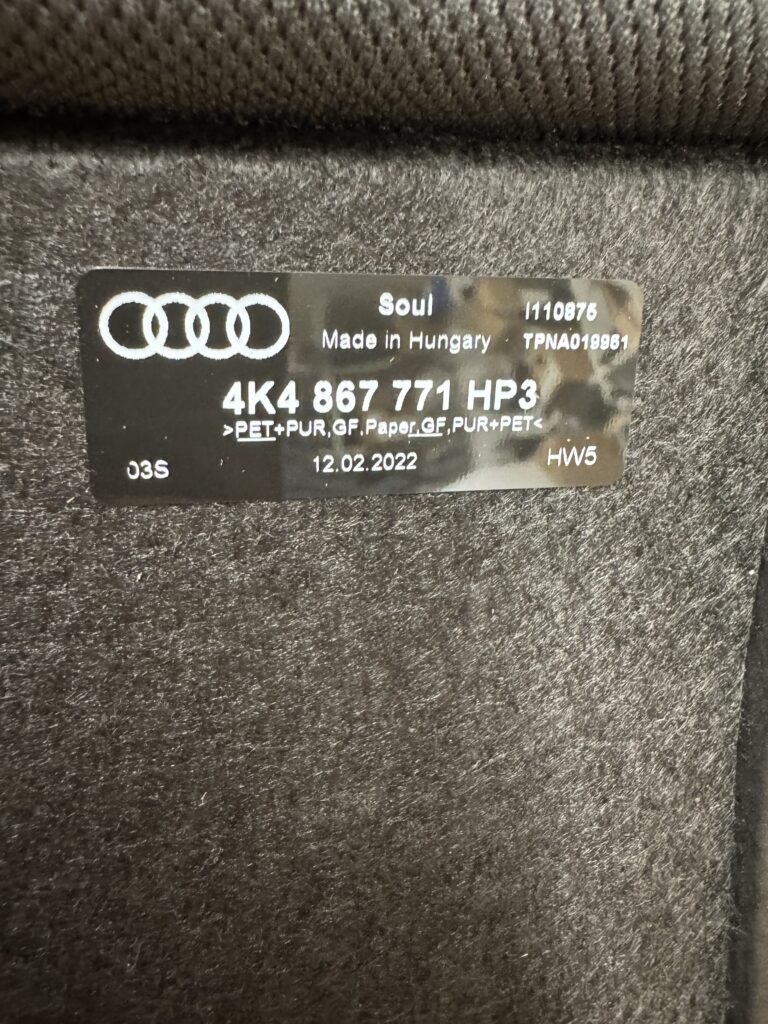 Soul
I110875
Made in Hungary
TPNA019961
4K4 867 771 HP3
>PET+PUR,GF,Paper,GF,PUR+PET<
03S
12.02.2022
HW5